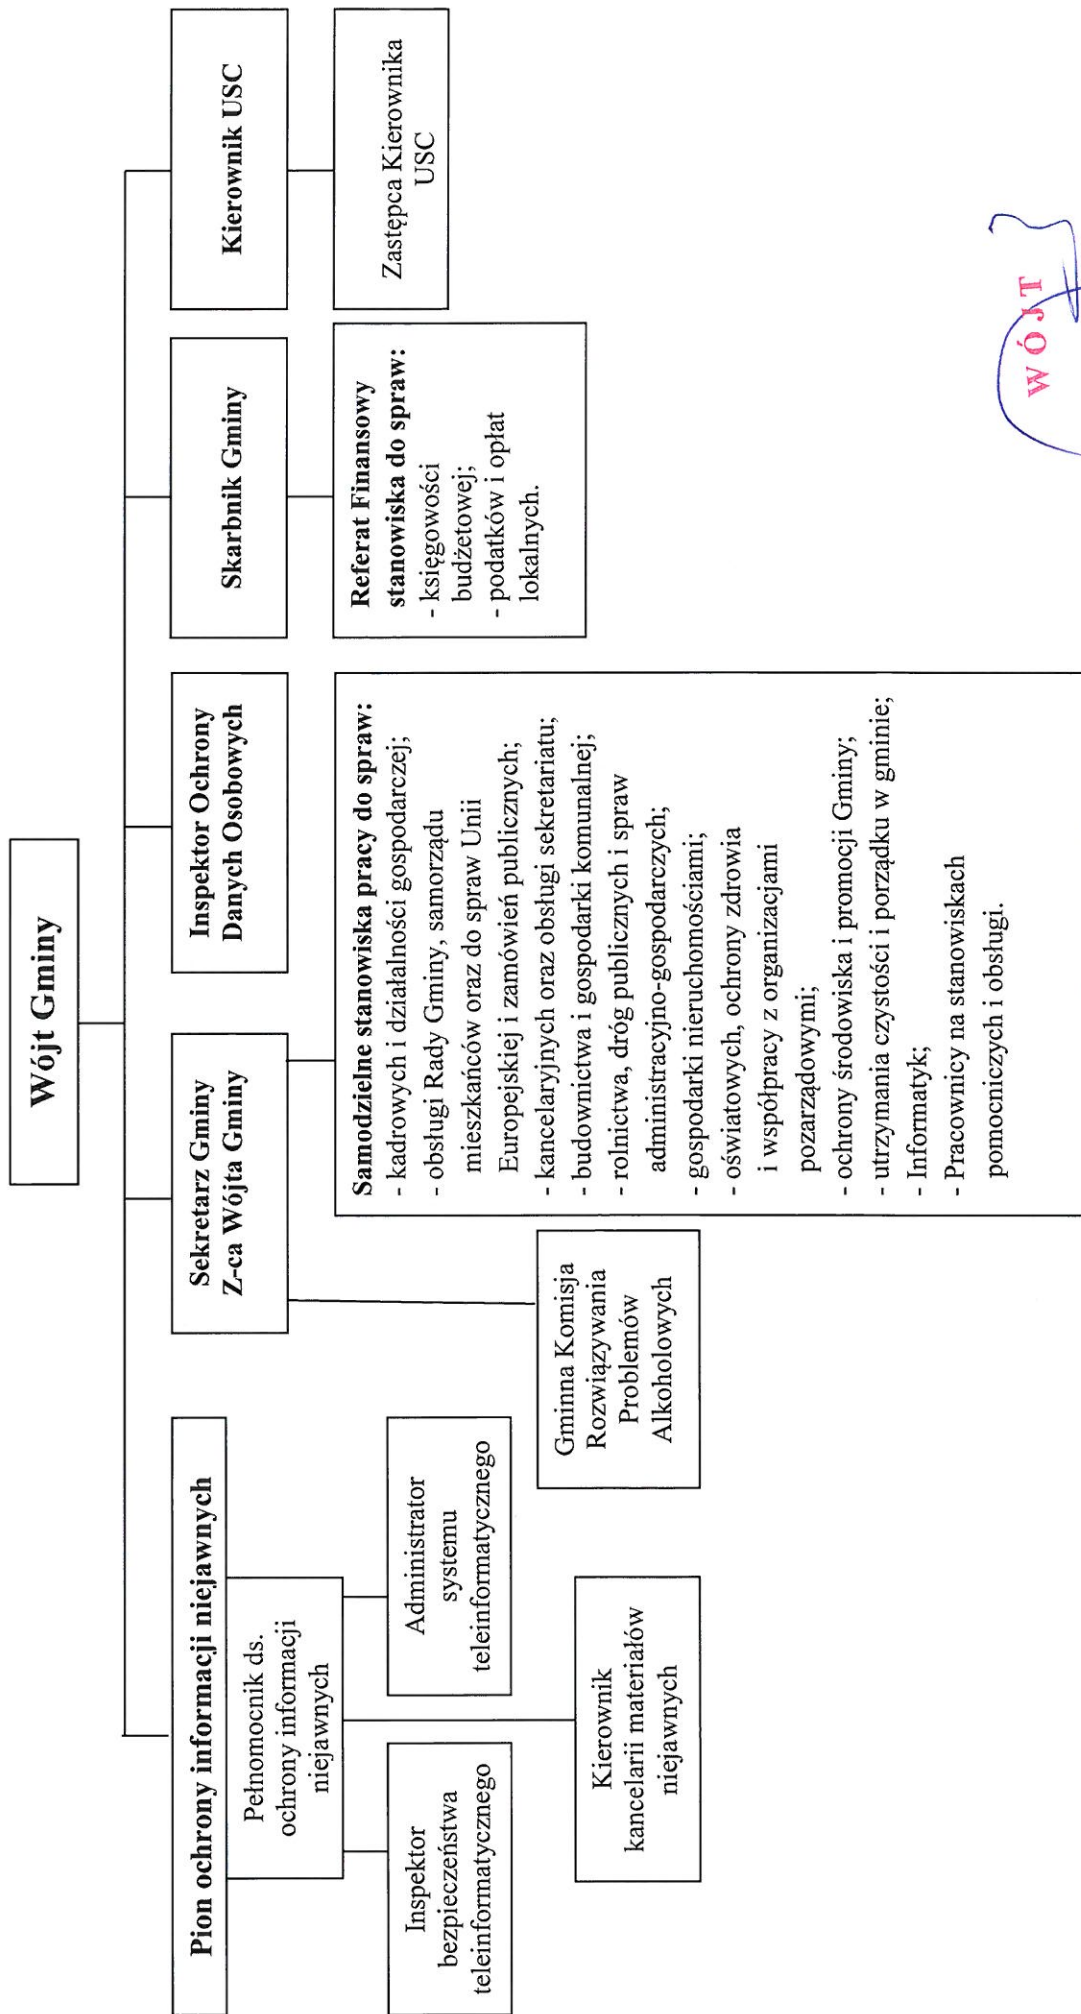 Wójt Gminy
Pion ochrony informacji niejawnych
Pełnomocnik ds.
ochrony informacji
niejawnych
Inspektor
bezpieczeństwa
teleinformatycznego
Administrator
systemu
teleinformatycznego
Kierownik
kancelarii materiałów
niejawnych
Sekretarz Gminy
Z-ca Wójta Gminy
Gminna Komisja
Rozwiązywania
Problemów
Alkoholowych
Samodzielne stanowiska pracy do spraw:
- kadrowych i działalności gospodarczej;
- obsługi Rady Gminy, samorządu
mieszkańców oraz do spraw Unii
Europejskiej i zamówień publicznych;
- kancelaryjnych oraz obsługi sekretariatu;
- budownictwa i gospodarki komunalnej;
- rolnictwa, dróg publicznych i spraw
administracyjno-gospodarczych;
- gospodarki nieruchomościami;
- oświatowych, ochrony zdrowia
i współpracy z organizacjami
pozarządowymi;
- ochrony środowiska i promocji Gminy;
- utrzymania czystości i porządku w gminie;
- Informatyk;
- Pracownicy na stanowiskach
pomocniczych i obsługi.
Inspektor Ochrony
Danych Osobowych
Skarbnik Gminy
Referat Finansowy
stanowiska do spraw:
- księgowości
budżetowej;
- podatków i opłat
lokalnych.
Kierownik USC
Zastępca Kierownika
USC
WÓJT